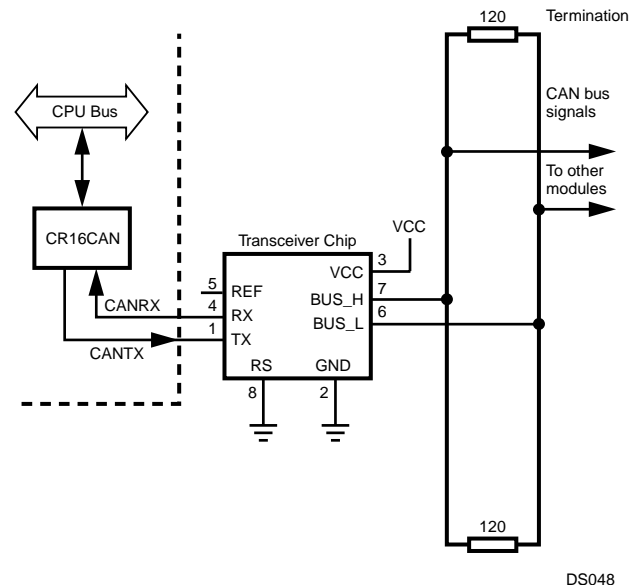 120
Termination
CPU Bus
CAN bus
signals
To other
modules
CR16CAN
Transceiver Chip
VCC
3
VCC
5
REF
7
BUS_H
CANRX
4
RX
6
BUS_L
1
TX
CANTX
RS
GND
8
2
120
DS048